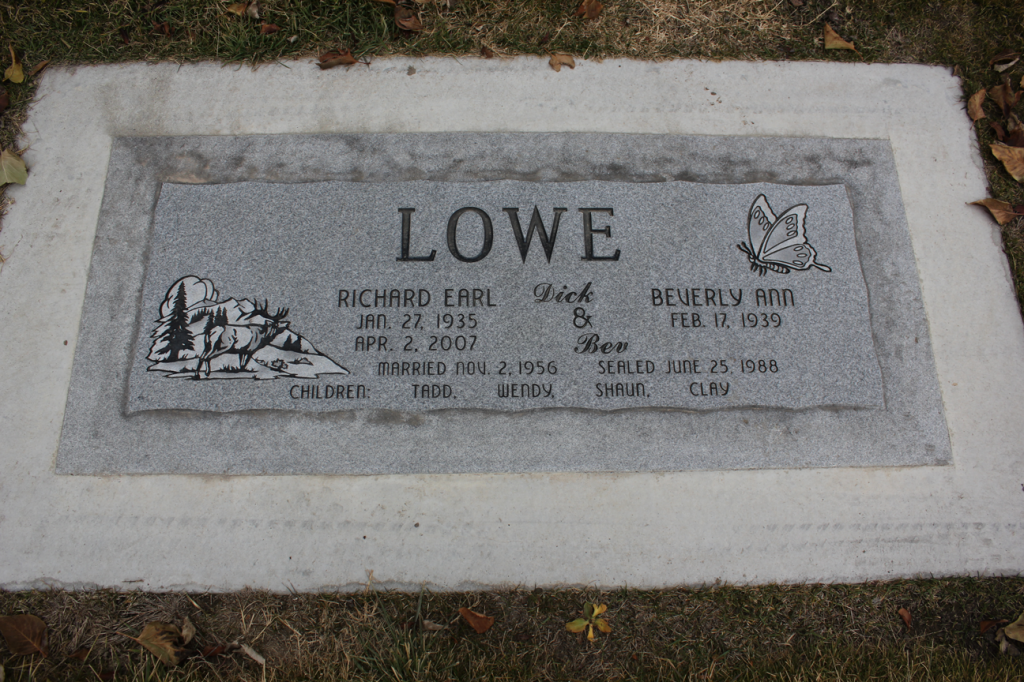 LOWE
RICHARD EARL Dick BEVERLY ANN
JAN. 27, 1935 & FEB. 17, 1939
APR. 2, 2007 Bev
MARRIED NOV. 2, 1956 SEALED JUNE 25, 1988
CHILDREN: TADD, WENDY, SHAUN, CLAY